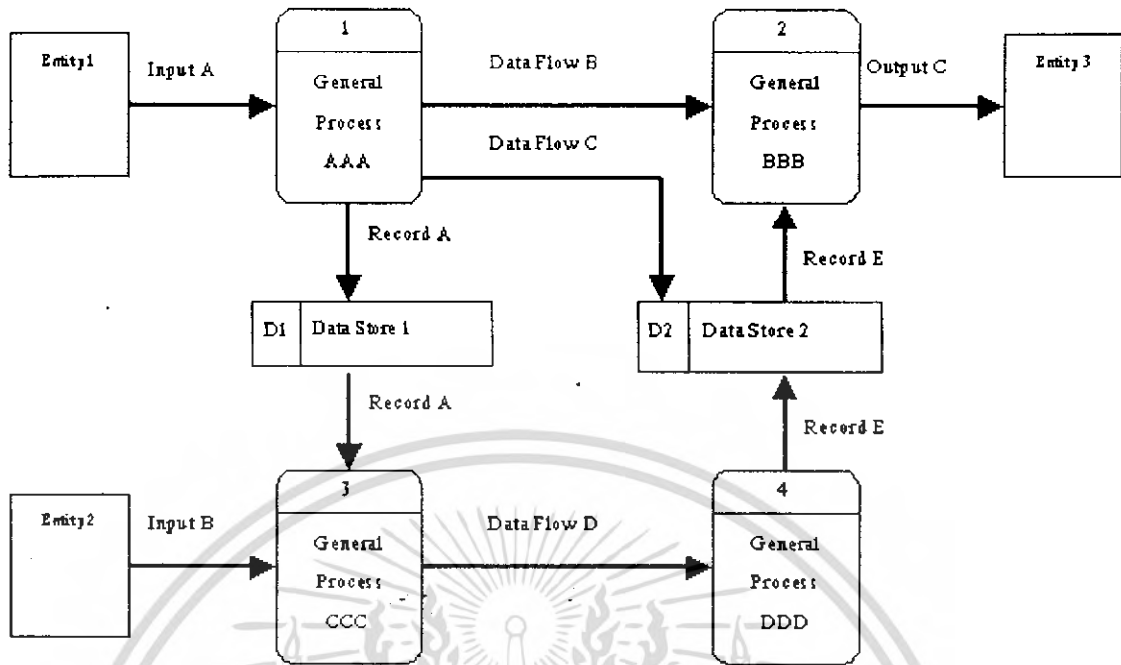 Entity1
Input A
1
General
Process
AAA
Data Flow B
Data Flow C
2
General
Process
BBB
Output C
Entity 3
Record A
Record E
D1
Data Store 1
D2
Data Store 2
Record A
Record E
Entity2
Input B
3
General
Process
CCC
Data Flow D
4
General
Process
DDD